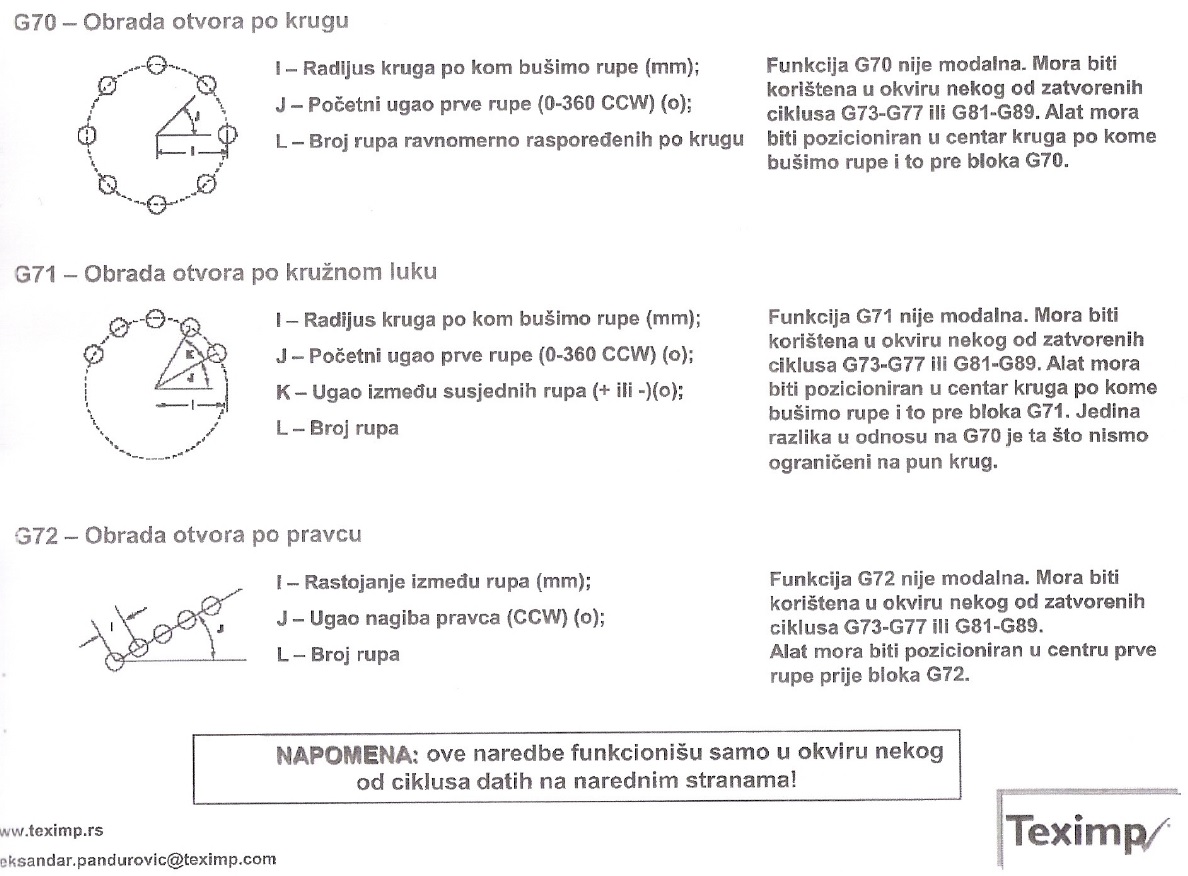 G70 – Obrada otvora po krugu
I – Radijus kruga po kom bušimo rupe (mm);
J – Početni ugao prve rupe (0-360 CCW) (o);
L – Broj rupa ravnomerno raspoređenih po krugu
Funkcija G70 nije modalna. Mora biti
korištena u okviru nekog od zatvorenih
ciklusa G73-G77 ili G81-G89. Alat mora
biti pozicioniran u centar kruga po kome
bušimo rupe i to pre bloka G70.
J
I
G71 – Obrada otvora po kružnom luku
I – Radijus kruga po kom bušimo rupe (mm);
J – Početni ugao prve rupe (0-360 CCW) (o);
K – Ugao između susjednih rupa (+ ili -)(o);
L – Broj rupa
Funkcija G71 nije modalna. Mora biti
korištena u okviru nekog od zatvorenih
ciklusa G73-G77 ili G81-G89. Alat mora
biti pozicioniran u centar kruga po kome
bušimo rupe i to pre bloka G71. Jedina
razlika u odnosu na G70 je ta što nismo
ograničeni na pun krug.
K
J
I
G72 – Obrada otvora po pravcu
I – Rastojanje između rupa (mm);
J – Ugao nagiba pravca (CCW) (o);
L – Broj rupa
Funkcija G72 nije modalna. Mora biti
korištena u okviru nekog od zatvorenih
ciklusa G73-G77 ili G81-G89.
Alat mora biti pozicioniran u centru prve
rupe prije bloka G72.
I
J
NAPOMENA: ove naredbe funkcionišu samo u okviru nekog
od ciklusa datih na narednim stranama!
ww.teximp.rs
eksandar.pandurovic@teximp.com
Teximp